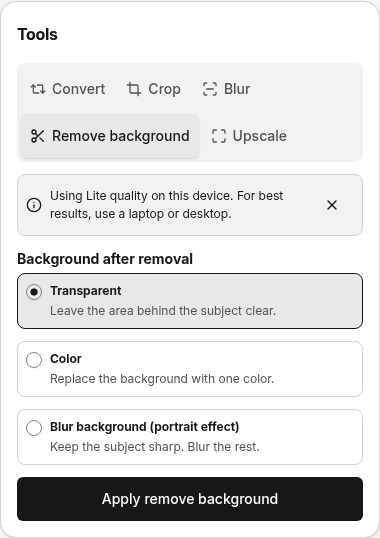 Tools
Convert
Crop
Blur
Remove background
Upscale
Using Lite quality on this device. For best
results, use a laptop or desktop.
Background after removal
Transparent
Leave the area behind the subject clear.
Color
Replace the background with one color.
Blur background (portrait effect)
Keep the subject sharp. Blur the rest.
Apply remove background